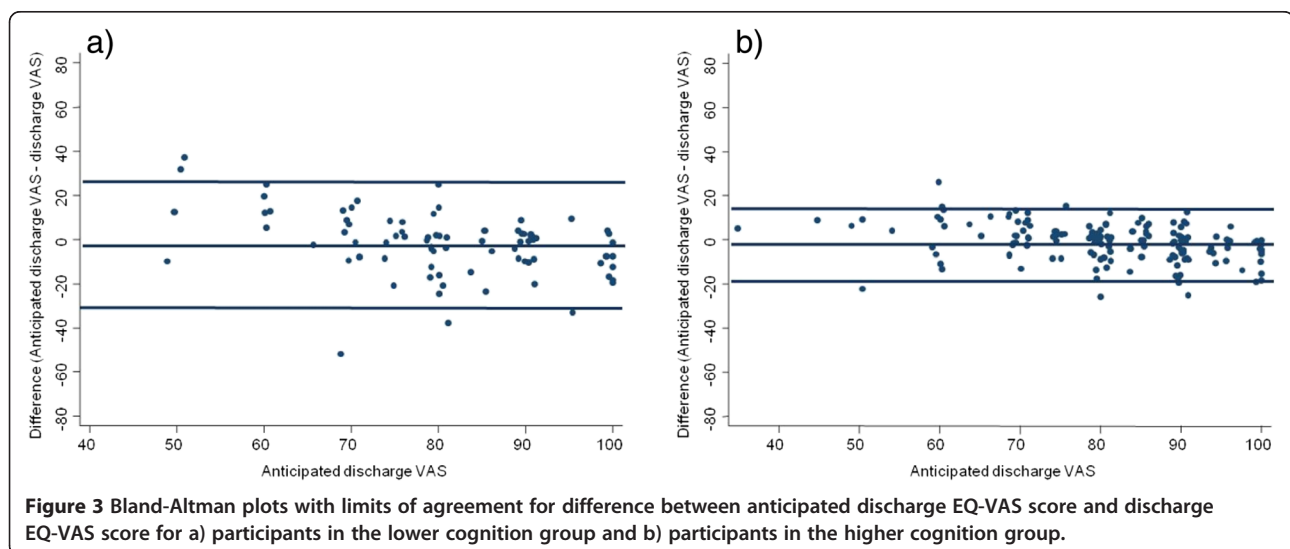 a)
b)
Difference (Anticipated discharge VAS - discharge VAS)
80
60
40
20
0
-20
-40
-60
-80
40 50 60 70 80 90 100
Anticipated discharge VAS
Difference (Anticipated discharge VAS - discharge VAS)
80
60
40
20
0
-20
-40
-60
-80
40 50 60 70 80 90 100
Anticipated discharge VAS
Figure 3 Bland-Altman plots with limits of agreement for difference between anticipated discharge EQ-VAS score and discharge
EQ-VAS score for a) participants in the lower cognition group and b) participants in the higher cognition group.